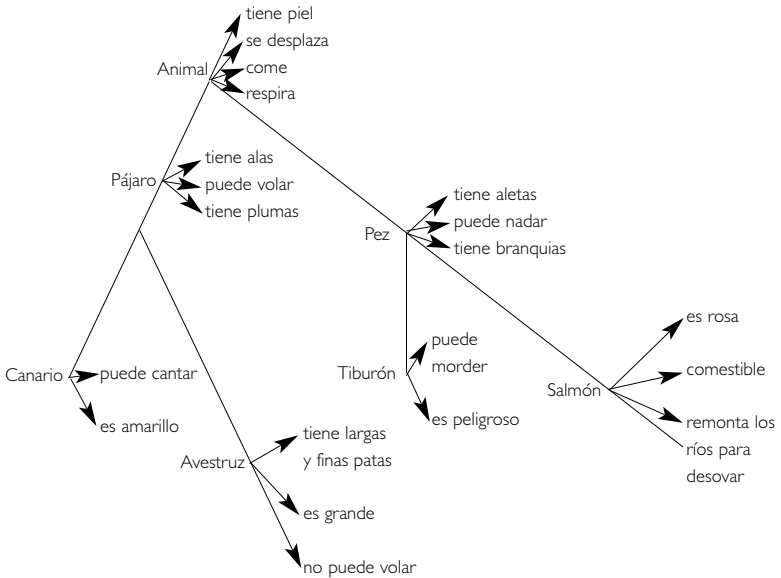 tiene piel
se desplaza
Animal
come
respira
tiene alas
Pájaro
puede volar
tiene plumas
tiene aletas
Pez
puede nadar
tiene branquias
es rosa
puede
morder
Canario
puede cantar
Tiburón
comestible
Salmón
es amarillo
es peligroso
remonta los
ríos para
desovar
tiene largas
y finas patas
Avestruz
es grande
no puede volar